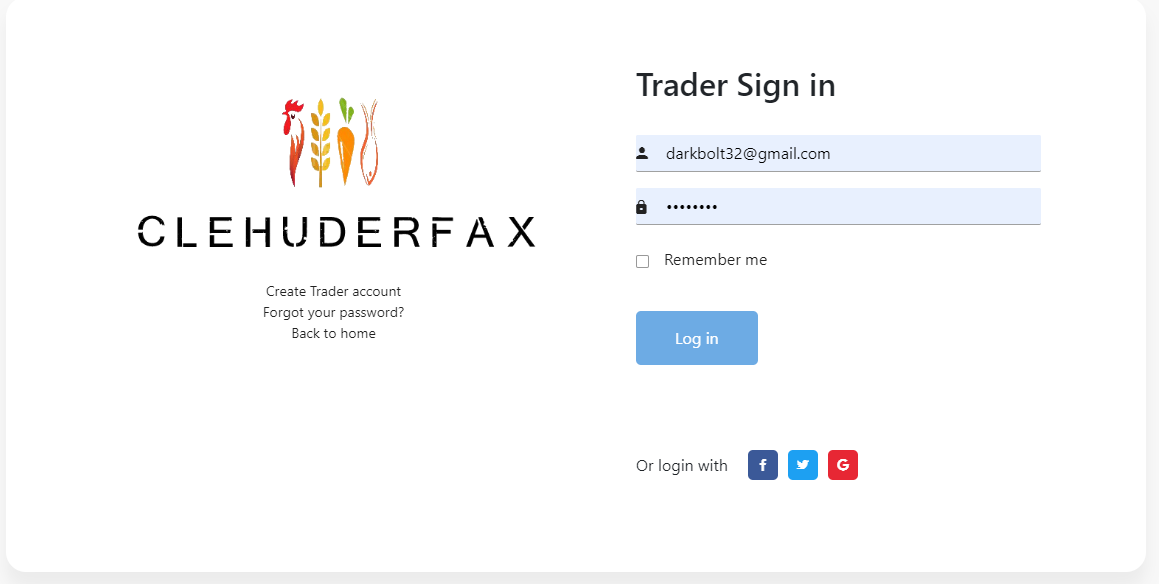 CLEHUDERFAX
Create Trader account
Forgot your password?
Back to home
Trader Sign in
darkbolt32@gmail.com
••••••••
Remember me
Log in
Or login with